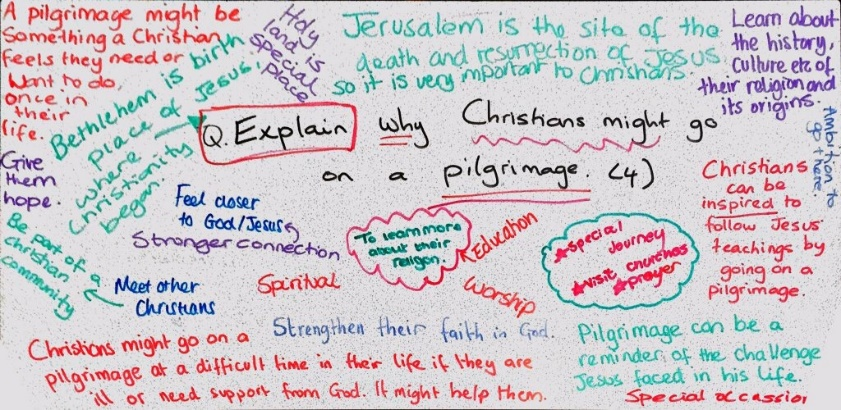 A pilgrimage might be
Something a Christian
feels they need or
Want to do
once in
their
life.
Holy
land is
special
place
Jerusalem is the site of the
death and resurrection of Jesus
so it is very important to Christians.
Learn about
the history,
culture etc of
their religion and
its origins.
Bethlehem is birth
place of Jesus,
where
Christianity
began.
Q. Explain why Christians might go
on a pilgrimage. (4)
Ambition to
go there.
Give
them
hope.
Feel closer
to God/Jesus
Stronger connection
Be part of a
christian
community
Meet other
Christians
To learn more
about their
religon.
Education
Spiritual
Worship
Special
Journey
visit churches
prayer
Christians
can be
inspired to
follow Jesus'
teachings by
going on a
pilgrimage.
Strengthen their faith in God.
Christians might go on a
pilgrimage at a difficult time in their life if they are
ill or need support from God. It might help them.
Pilgrimage can be a
reminder of the challenge
Jesus faced in his life.
Special occassion